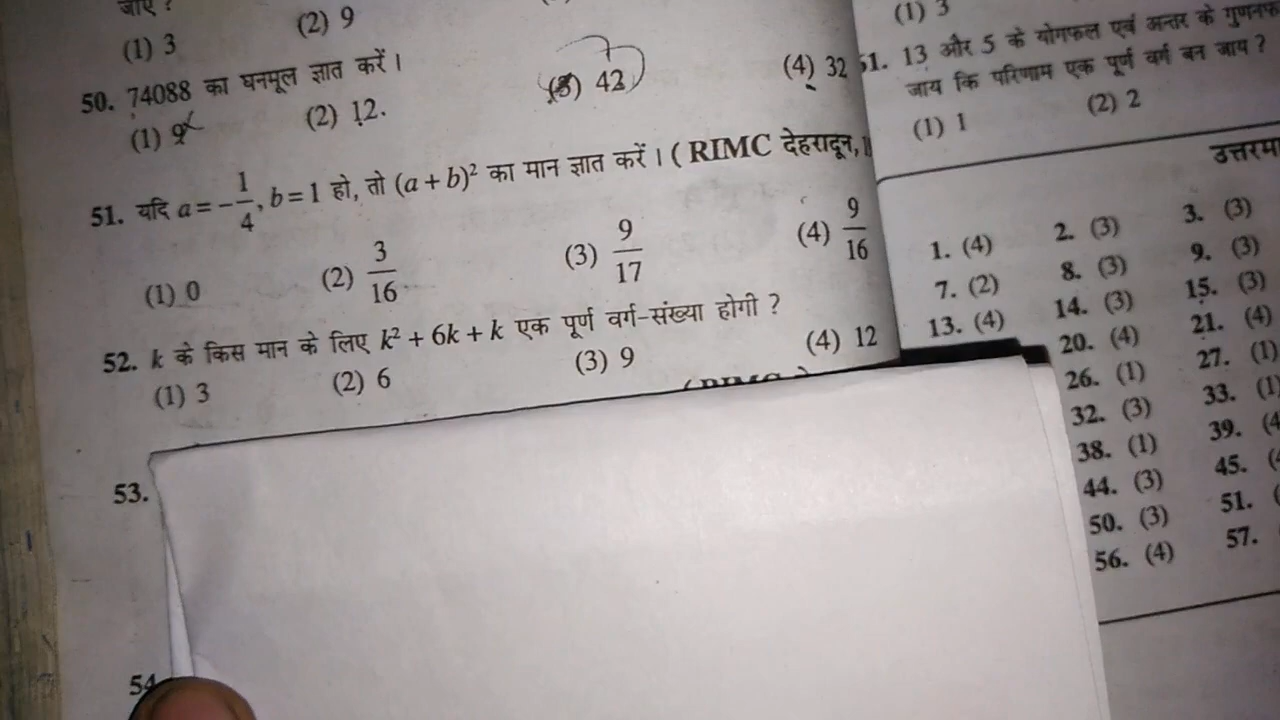 जाए ?
(1) 3 (2) 9
50. 74088 का घनमूल ज्ञात करें ।
(1) 9 (2) 12. (3) 42 (4) 32
51. यदि a = -1/4, b = 1 हो, तो (a + b)² का मान ज्ञात करें । ( RIMC देहरादून,
(1) 0 (2) 3/16 (3) 9/17 (4) 9/16
52. k के किस मान के लिए k² + 6k + k एक पूर्ण वर्ग-संख्या होगी ?
(1) 3 (2) 6 (3) 9 (4) 12
53.
54
(1) 3
61. 13 और 5 के योगफल एवं अन्तर के
जाय कि परिणाम एक पूर्ण वर्ग बन जाय ?
(1) 1 (2) 2
1. (4) 2. (3) 3. (3)
7. (2) 8. (3) 9. (3)
13. (4) 14. (3) 15. (3)
20. (4) 21. (4)
26. (1) 27. (1)
32. (3) 33. (1)
38. (1) 39. (4
44. (3) 45.
50. (3) 51.
56. (4) 57.